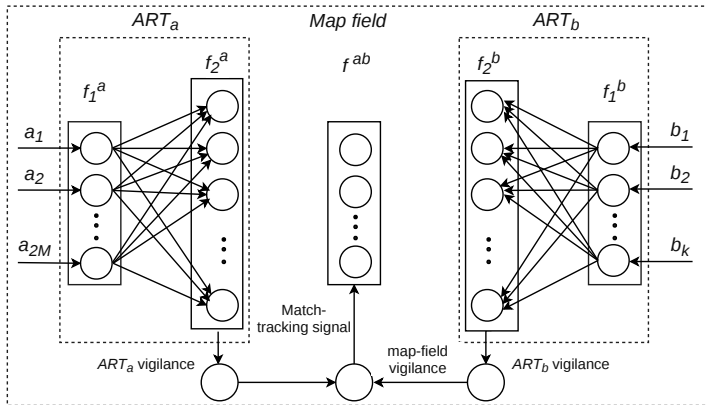 ARTa Map field ARTb
f1a f2a f ab f2b f1b
a1 b1
a2 b2
a2M bk
Match-
tracking signal
map-field
vigilance
ARTa vigilance ARTb vigilance